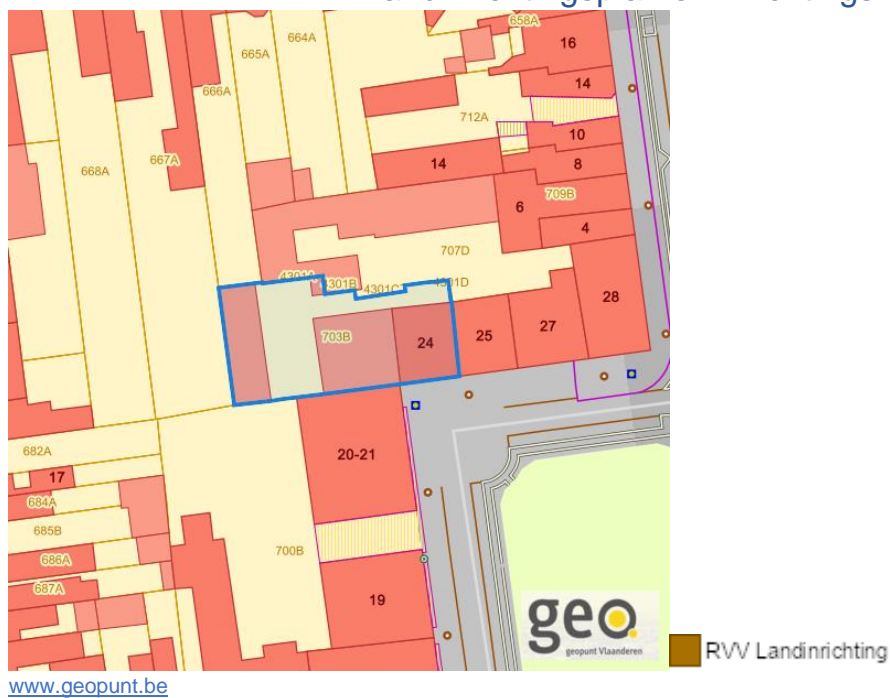 658A
664A
16
665A
14
666A
712A
10
667A
8
14
668A
709B
6
4
707D
4301A
4301B
4301D
4301C
28
27
25
703B
24
682A
20-21
17
684A
685B
700B
686A
687A
19
geo
geopunt Vlaanderen
RVV Landinrichting
www.geopunt.be